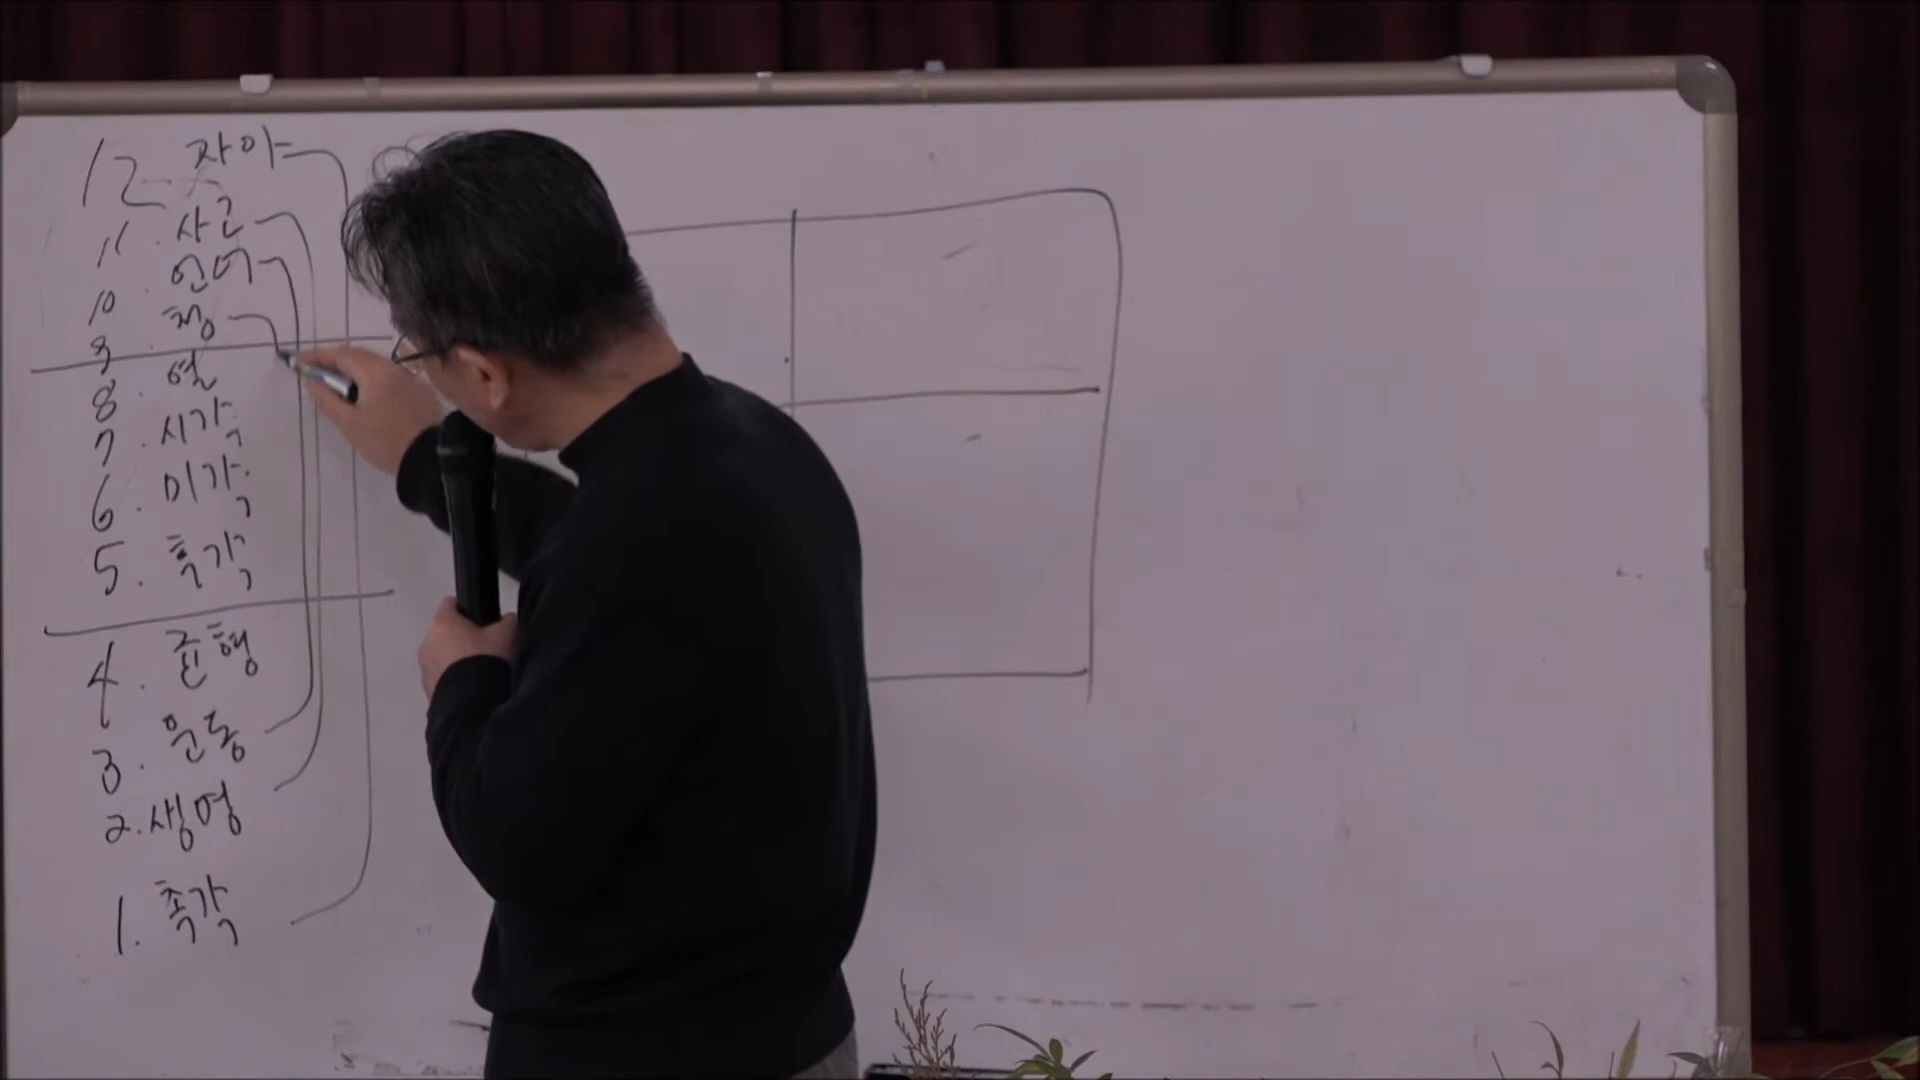 12 자아
11. 사고
10. 언어
9. 청
8. 열
7. 시각
6. 미각
5. 후각
4. 균형
3. 운동
2. 생명
1. 촉각